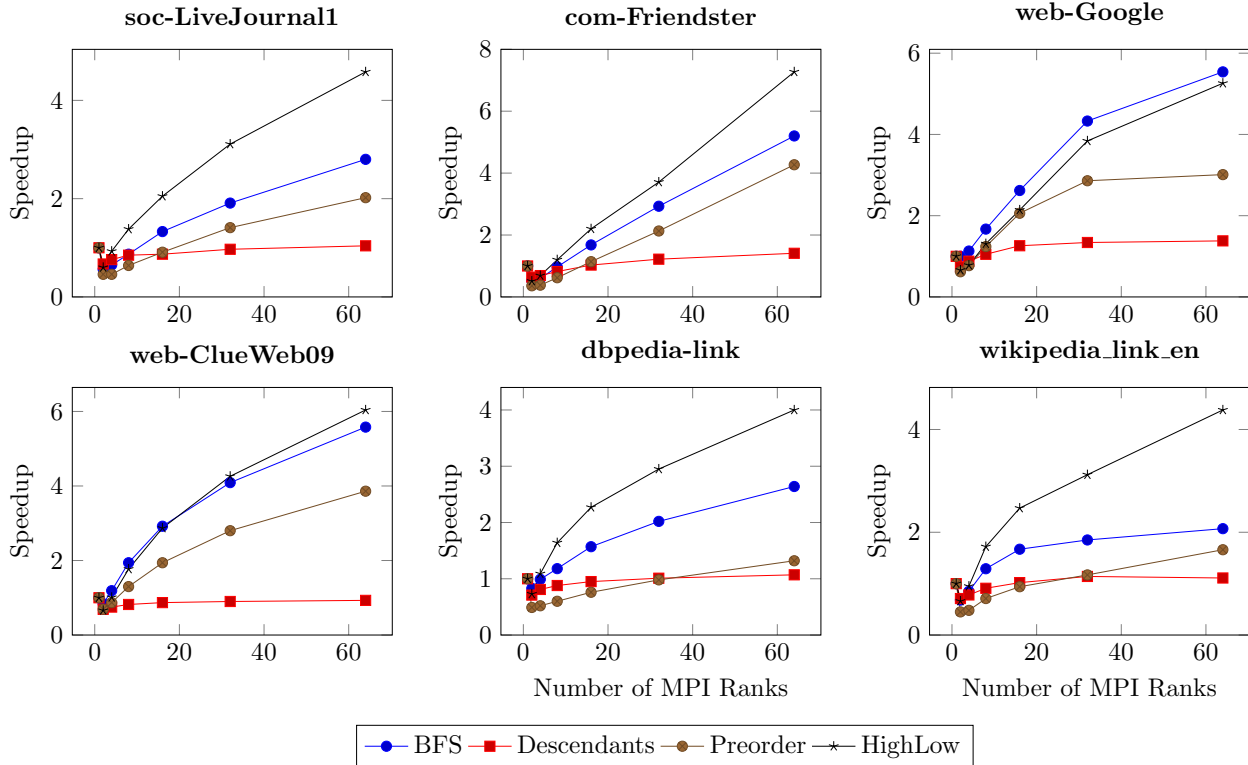 soc-LiveJournal1
com-Friendster
web-Google
Speedup
0
2
4
0 20 40 60
Speedup
0
2
4
6
8
0 20 40 60
Speedup
0
2
4
6
0 20 40 60
web-ClueWeb09
dbpedia-link
wikipedia_link_en
Speedup
0
2
4
6
0 20 40 60
Speedup
0
1
2
3
4
0 20 40 60
Number of MPI Ranks
Speedup
0
2
4
0 20 40 60
Number of MPI Ranks
BFS Descendants Preorder HighLow